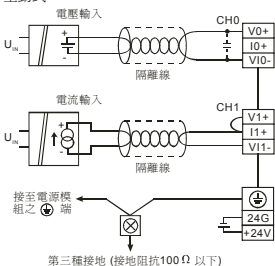 電壓輸入
CH0
U_IN
+
-
V0+
I0+
VI0-
隔離線
電流輸入
CH1
U_IN
+
-
V1+
I1+
VI1-
隔離線
接至電源模
組之 端
24G
+24V
第三種接地 (接地阻抗100Ω 以下)